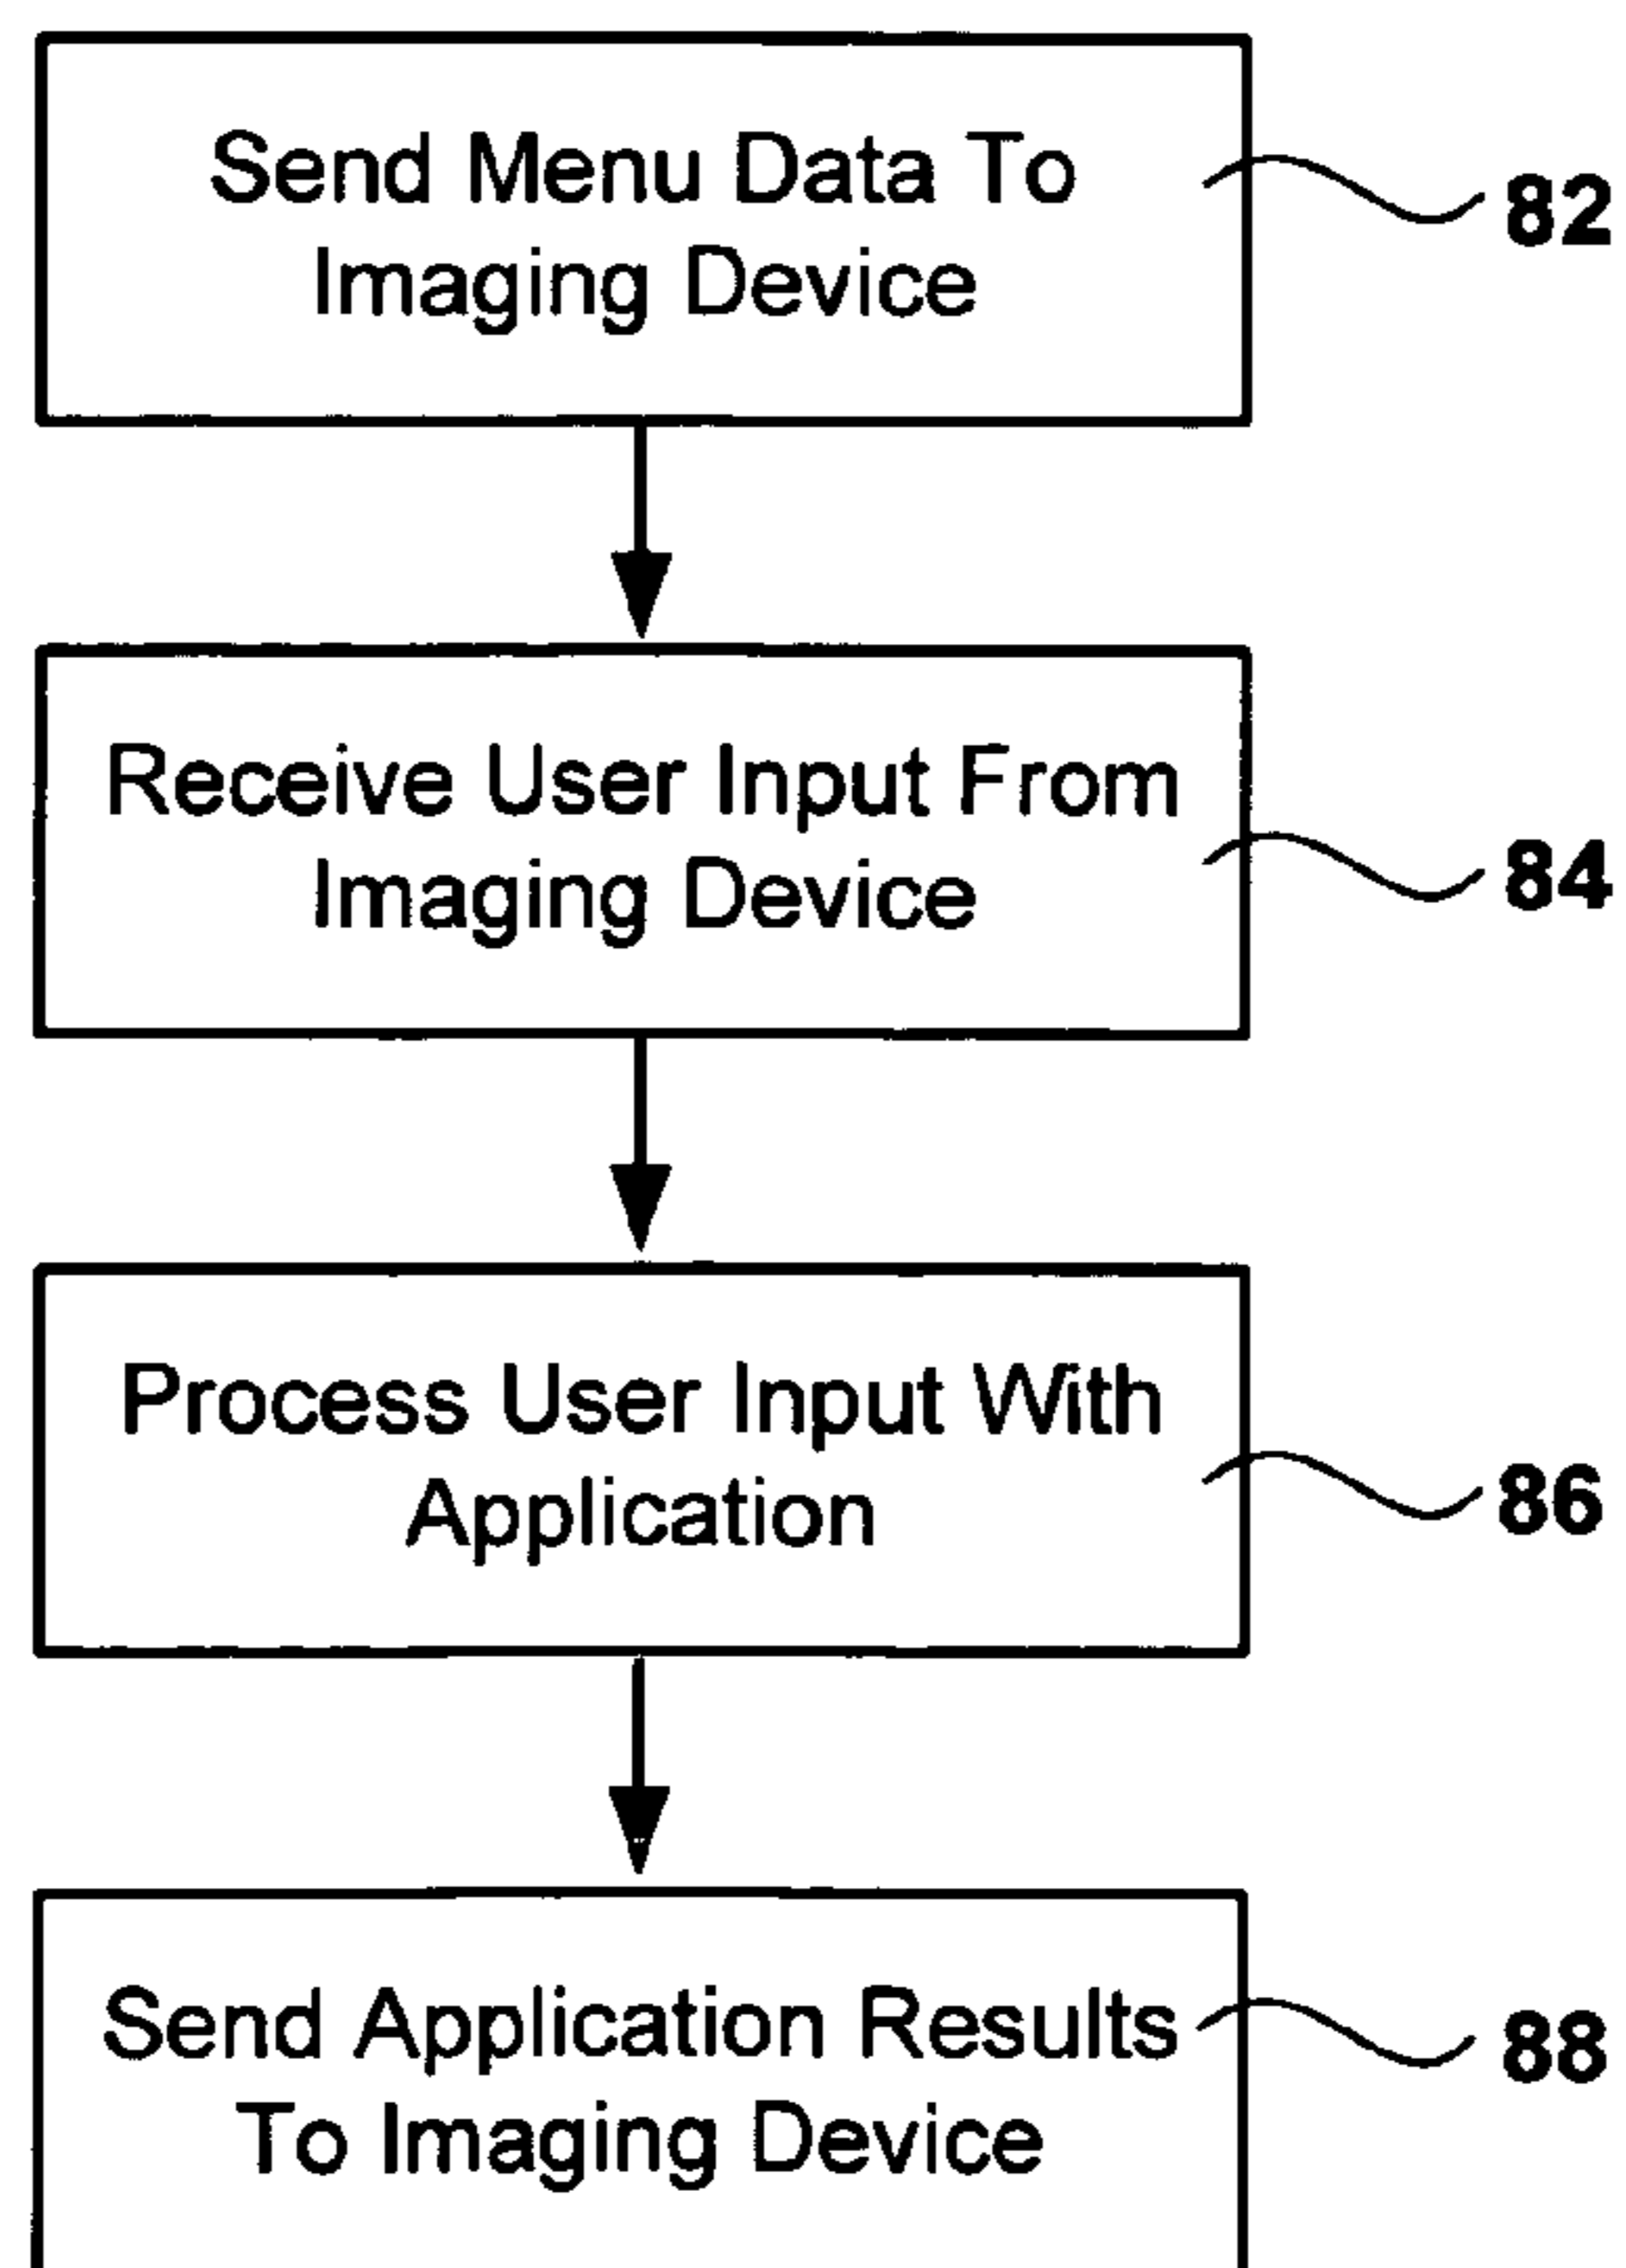 Send Menu Data To
Imaging Device
82
Receive User Input From
Imaging Device
84
Process User Input With
Application
86
Send Application Results
To Imaging Device
88